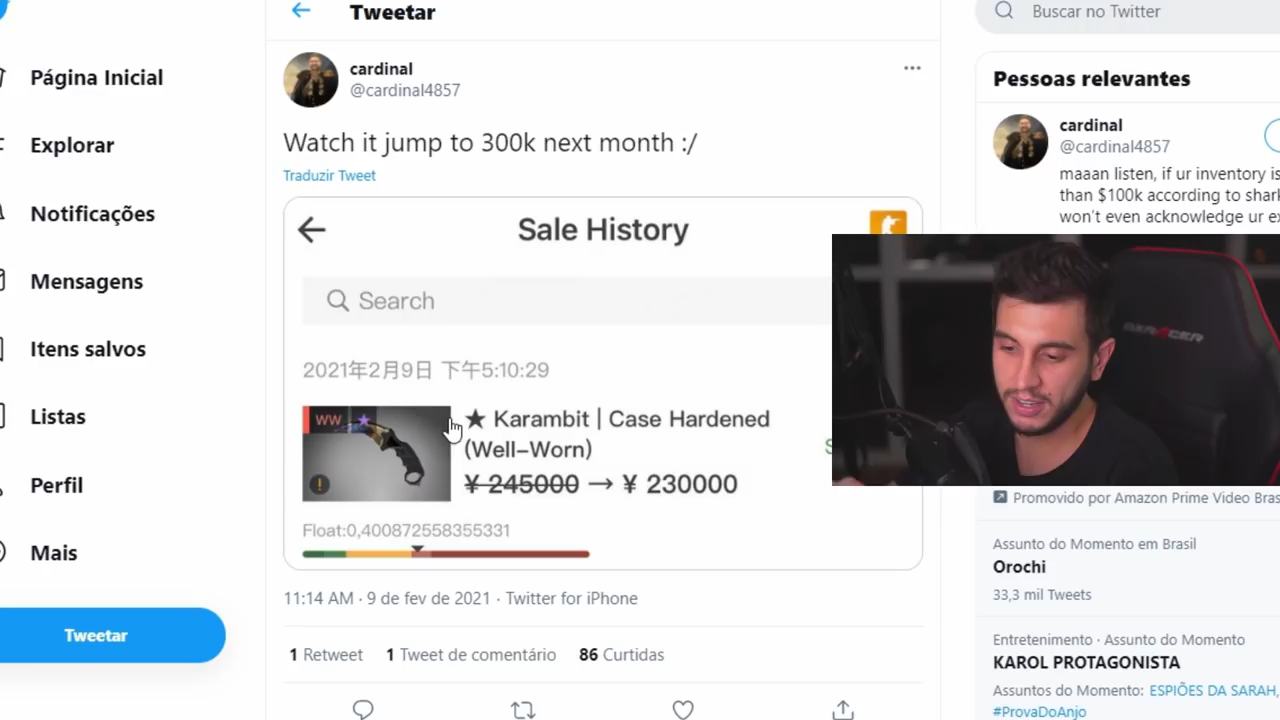 Tweetar
Buscar no Twitter
Página Inicial
Explorar
Notificações
Mensagens
Itens salvos
Listas
Perfil
Mais
Tweetar
cardinal
@cardinal4857
Watch it jump to 300k next month :/
Traduzir Tweet
Sale History
Search
2021年2月9日 下午5:10:29
WW
★ Karambit | Case Hardened
(Well-Worn)
¥ 245000 → ¥ 230000
Float:0,400872558355331
11:14 AM · 9 de fev de 2021 · Twitter for iPhone
1 Retweet 1 Tweet de comentário 86 Curtidas
Pessoas relevantes
cardinal
@cardinal4857
maaan listen, if ur inventory is
than $100k according to
won't even acknowledge ur
DXRACER
Promovido por Amazon Prime Video
Assunto do Momento em Brasil
Orochi
33,3 mil Tweets
Entretenimento · Assunto do Momento
KAROL PROTAGONISTA
Assuntos do Momento: ESPIÕES DA SARAH,
#ProvaDoAnjo